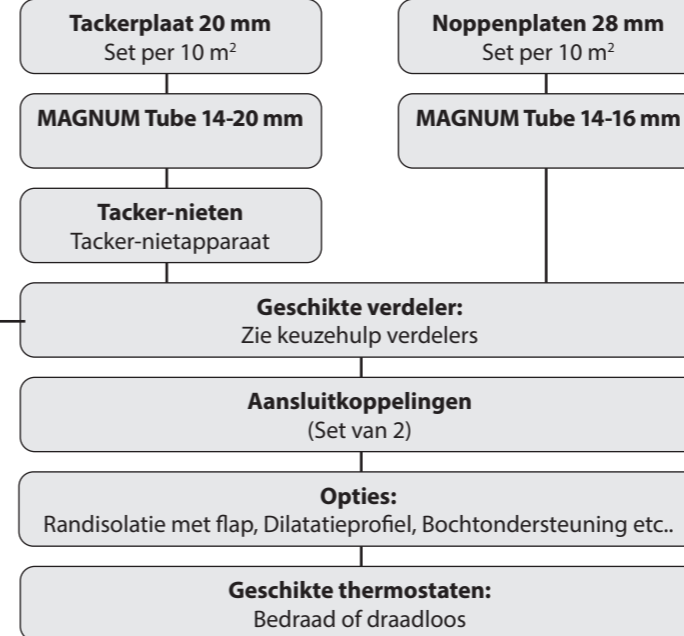 Tackerplaat 20 mm
Set per 10 m²
Noppenplaten 28 mm
Set per 10 m²
MAGNUM Tube 14-20 mm
MAGNUM Tube 14-16 mm
Tacker-nieten
Tacker-nietapparaat
Geschikte verdeler:
Zie keuzehulp verdelers
Aansluitkoppelingen
(Set van 2)
Opties:
Randisolatie met flap, Dilatatieprofiel, Bochtondersteuning etc..
Geschikte thermostaten:
Bedraad of draadloos